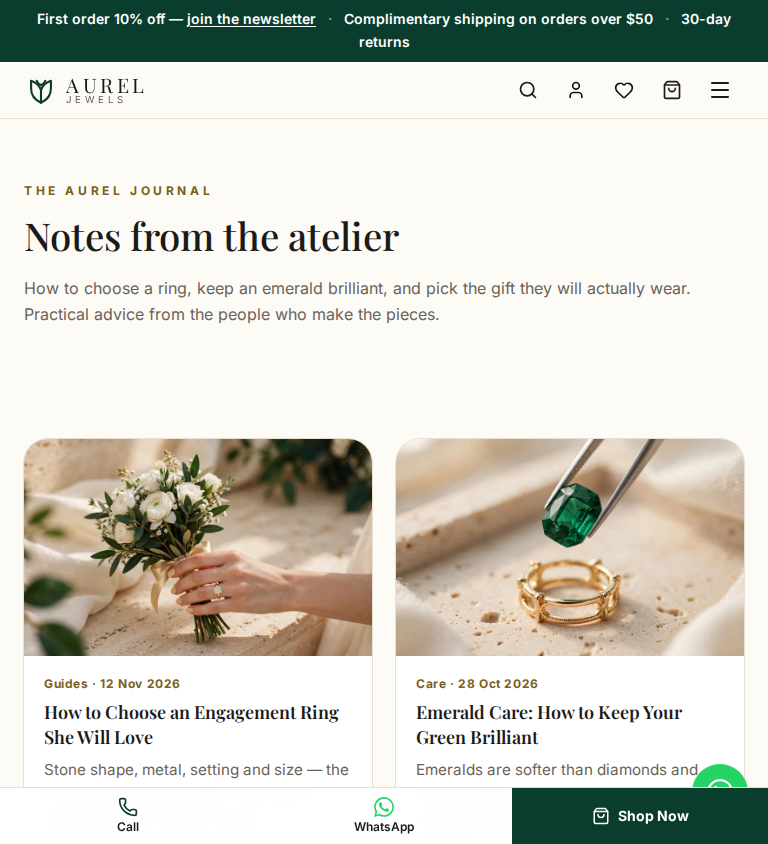 First order 10% off — join the newsletter · Complimentary shipping on orders over $50 · 30-day
returns
AUREL
JEWELS
THE AUREL JOURNAL
Notes from the atelier
How to choose a ring, keep an emerald brilliant, and pick the gift they will actually wear.
Practical advice from the people who make the pieces.
Guides · 12 Nov 2026
How to Choose an Engagement Ring
She Will Love
Stone shape, metal, setting and size — the
Care · 28 Oct 2026
Emerald Care: How to Keep Your
Green Brilliant
Emeralds are softer than diamonds and
Call
WhatsApp
Shop Now